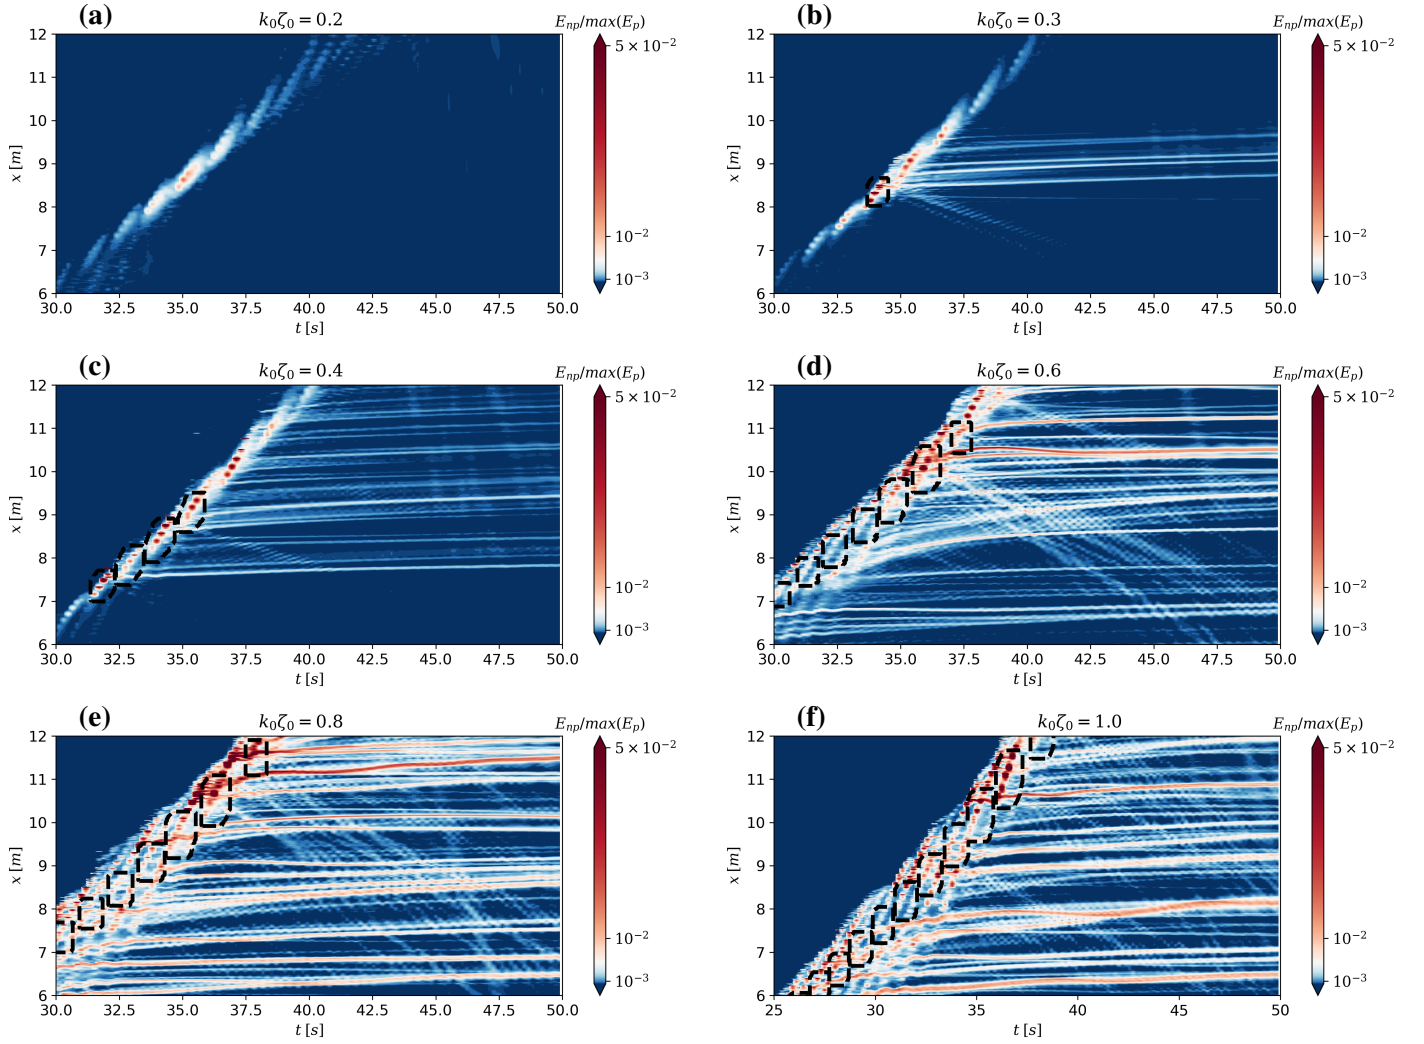 (a)
k₀ζ₀ = 0.2
E_np/max(E_p)
12
11
10
9
8
7
6
x [m]
30.0 32.5 35.0 37.5 40.0 42.5 45.0 47.5 50.0
t [s]
5 × 10⁻²
10⁻²
10⁻³
(b)
k₀ζ₀ = 0.3
E_np/max(E_p)
12
11
10
9
8
7
6
x [m]
30.0 32.5 35.0 37.5 40.0 42.5 45.0 47.5 50.0
t [s]
5 × 10⁻²
10⁻²
10⁻³
(c)
k₀ζ₀ = 0.4
E_np/max(E_p)
12
11
10
9
8
7
6
x [m]
30.0 32.5 35.0 37.5 40.0 42.5 45.0 47.5 50.0
t [s]
5 × 10⁻²
10⁻²
10⁻³
(d)
k₀ζ₀ = 0.6
E_np/max(E_p)
12
11
10
9
8
7
6
x [m]
30.0 32.5 35.0 37.5 40.0 42.5 45.0 47.5 50.0
t [s]
5 × 10⁻²
10⁻²
10⁻³
(e)
k₀ζ₀ = 0.8
E_np/max(E_p)
12
11
10
9
8
7
6
x [m]
30.0 32.5 35.0 37.5 40.0 42.5 45.0 47.5 50.0
t [s]
5 × 10⁻²
10⁻²
10⁻³
(f)
k₀ζ₀ = 1.0
E_np/max(E_p)
12
11
10
9
8
7
6
x [m]
25 30 35 40 45 50
t [s]
5 × 10⁻²
10⁻²
10⁻³